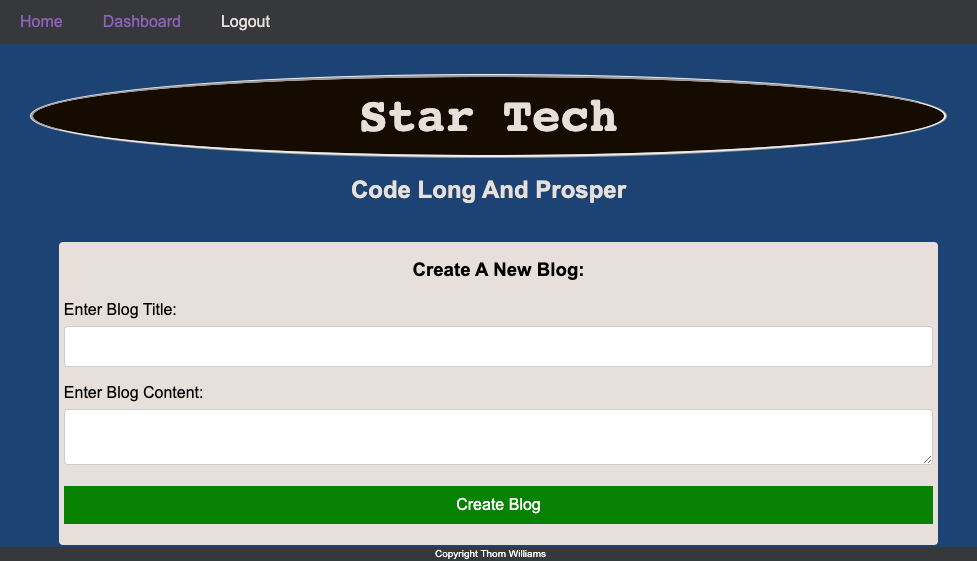 Home Dashboard Logout
Star Tech
Code Long And Prosper
Create A New Blog:
Enter Blog Title:
Enter Blog Content:
Create Blog
Copyright Thom Williams